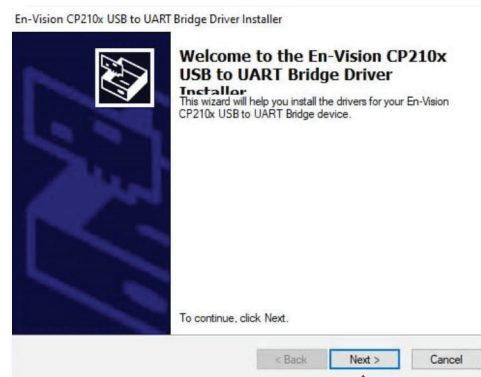 En-Vision CP210x USB to UART Bridge Driver Installer
Welcome to the En-Vision CP210x
USB to UART Bridge Driver
Installer
This wizard will help you install the drivers for your En-Vision
CP210x USB to UART Bridge device.
To continue, click Next.
< Back Next > Cancel